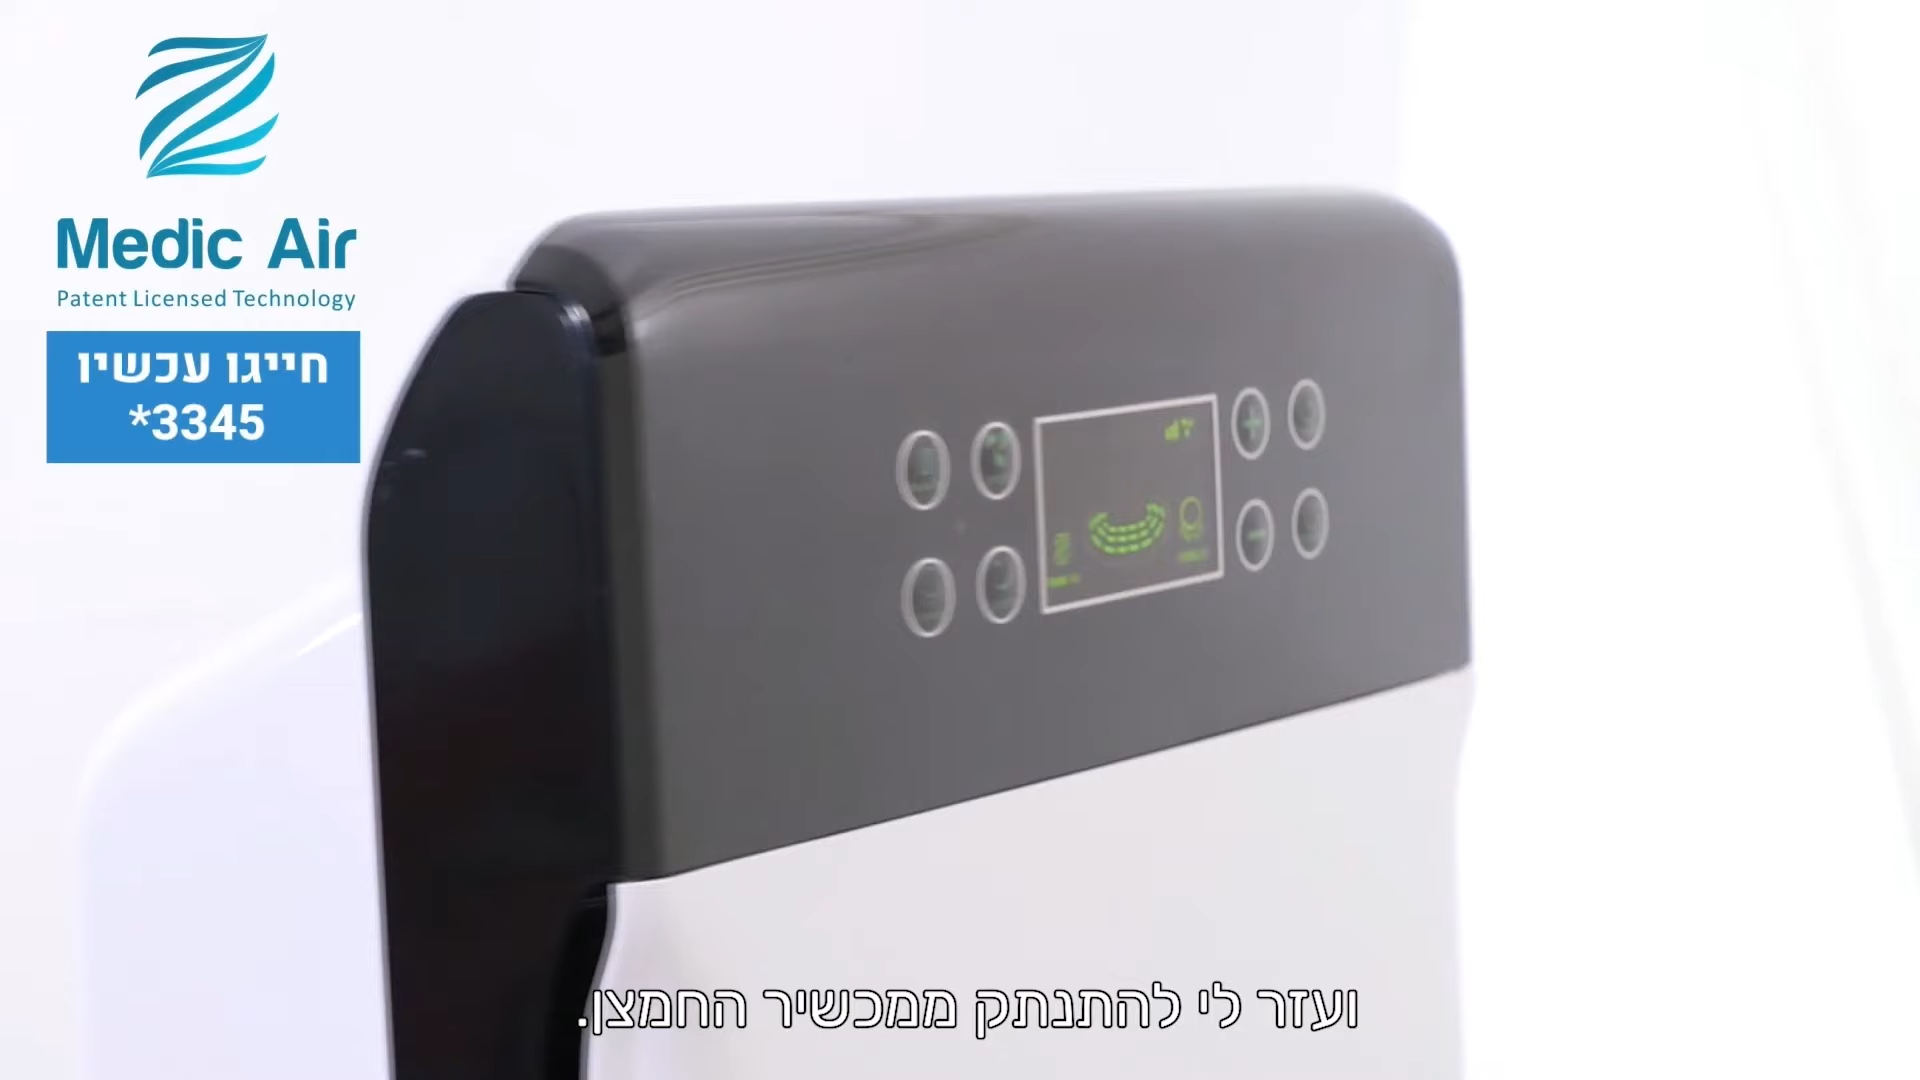 Medic Air
Patent Licensed Technology
חייגו עכשיו
*3345
ועזר לי להתנתק ממכשיר החמצן.